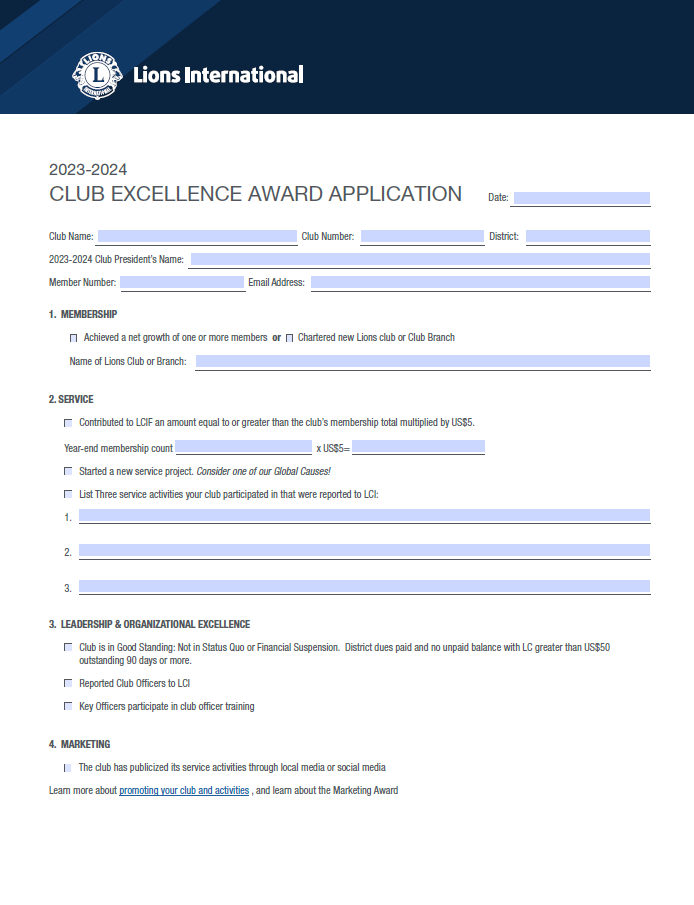 LIONS
L
INTERNATIONAL
Lions International
2023-2024
CLUB EXCELLENCE AWARD APPLICATION
Date:
Club Name: Club Number: District:
2023-2024 Club President's Name:
Member Number: Email Address:
1. MEMBERSHIP
Achieved a net growth of one or more members or Chartered new Lions club or Club Branch
Name of Lions Club or Branch:
2. SERVICE
Contributed to LCIF an amount equal to or greater than the club's membership total multiplied by US$5.
Year-end membership count x US$5=
Started a new service project. Consider one of our Global Causes!
List Three service activities your club participated in that were reported to LCI:
1.
2.
3.
3. LEADERSHIP & ORGANIZATIONAL EXCELLENCE
Club is in Good Standing: Not in Status Quo or Financial Suspension. District dues paid and no unpaid balance with LC greater than US$50
outstanding 90 days or more.
Reported Club Officers to LCI
Key Officers participate in club officer training
4. MARKETING
The club has publicized its service activities through local media or social media
Learn more about promoting your club and activities , and learn about the Marketing Award